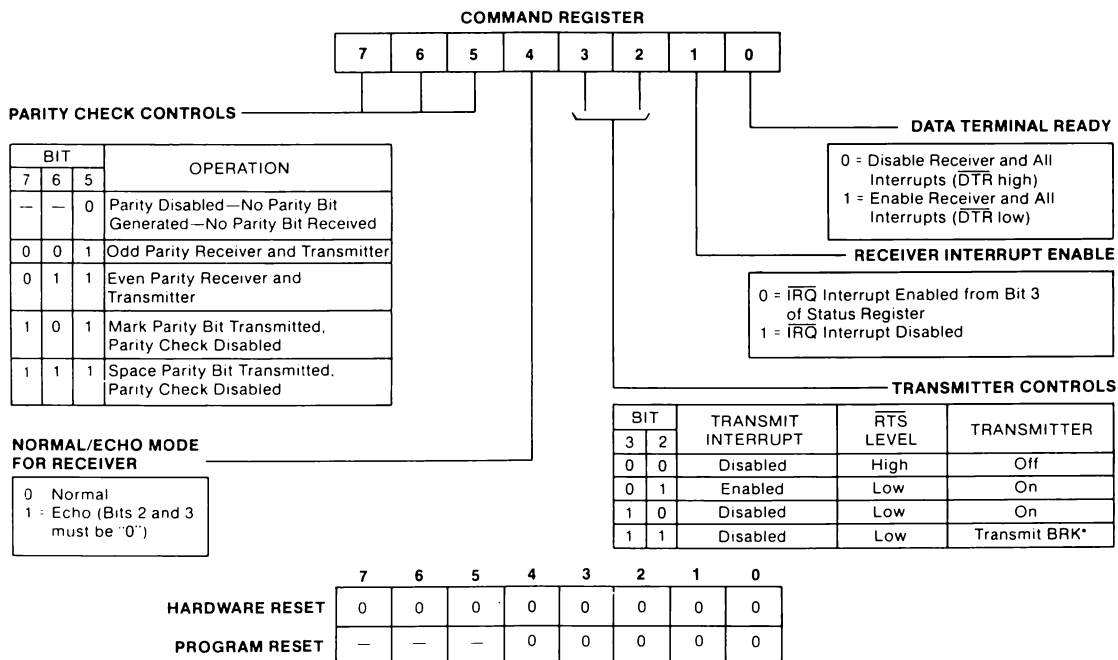 COMMAND REGISTER
7 6 5 4 3 2 1 0
PARITY CHECK CONTROLS
BIT OPERATION
7 6 5
— — 0 Parity Disabled—No Parity Bit
Generated—No Parity Bit Received
0 0 1 Odd Parity Receiver and Transmitter
0 1 1 Even Parity Receiver and
Transmitter
1 0 1 Mark Parity Bit Transmitted,
Parity Check Disabled
1 1 1 Space Parity Bit Transmitted,
Parity Check Disabled
NORMAL/ECHO MODE
FOR RECEIVER
0 Normal
1 = Echo (Bits 2 and 3
must be "0")
DATA TERMINAL READY
0 = Disable Receiver and All
Interrupts (D̅T̅R̅ high)
1 = Enable Receiver and All
Interrupts (D̅T̅R̅ low)
RECEIVER INTERRUPT ENABLE
0 = I̅R̅Q̅ Interrupt Enabled from Bit 3
of Status Register
1 = I̅R̅Q̅ Interrupt Disabled
TRANSMITTER CONTROLS
BIT TRANSMIT R̅T̅S̅ TRANSMITTER
3 2 INTERRUPT LEVEL
0 0 Disabled High Off
0 1 Enabled Low On
1 0 Disabled Low On
1 1 Disabled Low Transmit BRK*
7 6 5 4 3 2 1 0
HARDWARE RESET 0 0 0 0 0 0 0 0
PROGRAM RESET — — — 0 0 0 0 0